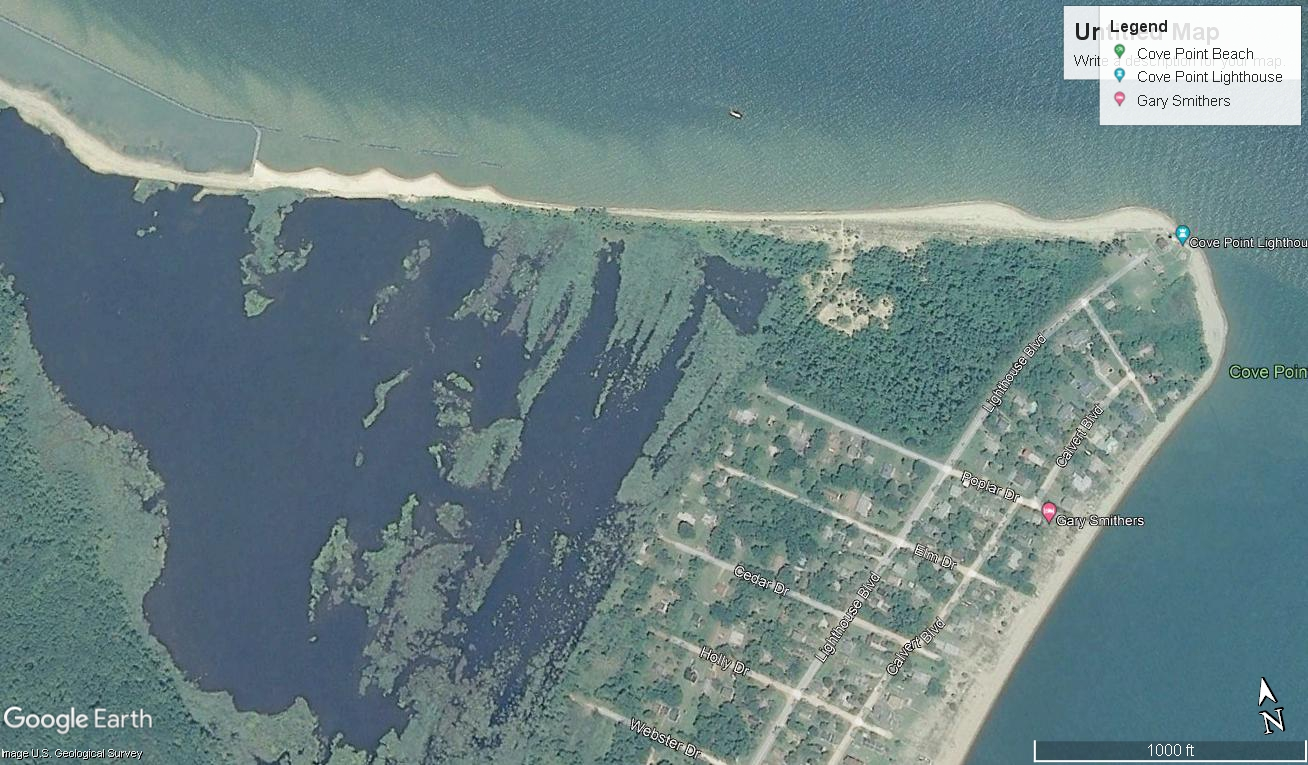 Untitled Map
Write a description for your map.
Legend
Cove Point Beach
Cove Point Lighthouse
Gary Smithers
Cove Point Lighthou
Lighthouse Blvd
Cove Poin
Calvert Blvd
Poplar Dr
Gary Smithers
Elm Dr
Cedar Dr
Lighthouse Blvd
Calvert Blvd
Holly Dr
Webster Dr
Google Earth
N
Image U.S. Geological Survey
1000 ft